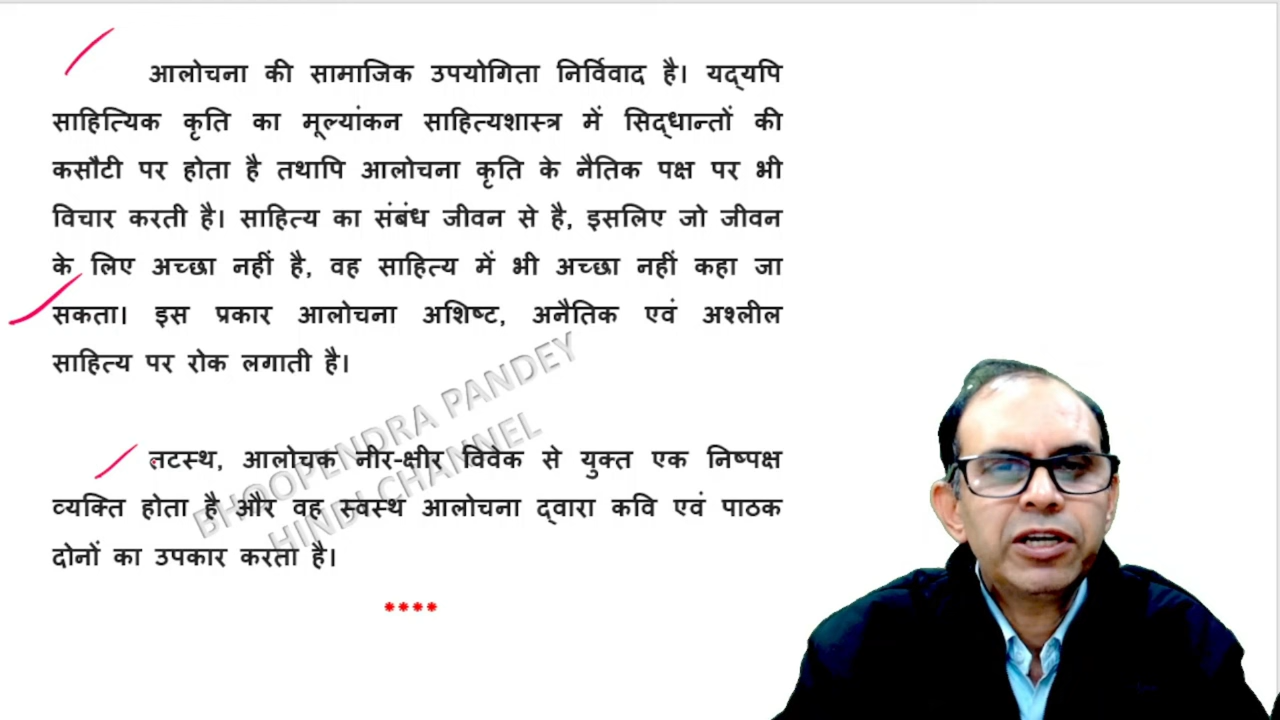 आलोचना की सामाजिक उपयोगिता निर्विवाद है। यद्यपि
साहित्यिक कृति का मूल्यांकन साहित्यशास्त्र में सिद्धान्तों की
कसौटी पर होता है तथापि आलोचना कृति के नैतिक पक्ष पर भी
विचार करती है। साहित्य का संबंध जीवन से है, इसलिए जो जीवन
के लिए अच्छा नहीं है, वह साहित्य में भी अच्छा नहीं कहा जा
सकता। इस प्रकार आलोचना अशिष्ट, अनैतिक एवं अश्लील
साहित्य पर रोक लगाती है।
तटस्थ, आलोचक नीर-क्षीर विवेक से युक्त एक निष्पक्ष
व्यक्ति होता है और वह स्वस्थ आलोचना द्वारा कवि एवं पाठक
दोनों का उपकार करता है।
****
BHOOPENDRA PANDEY
HINDI CHANNEL